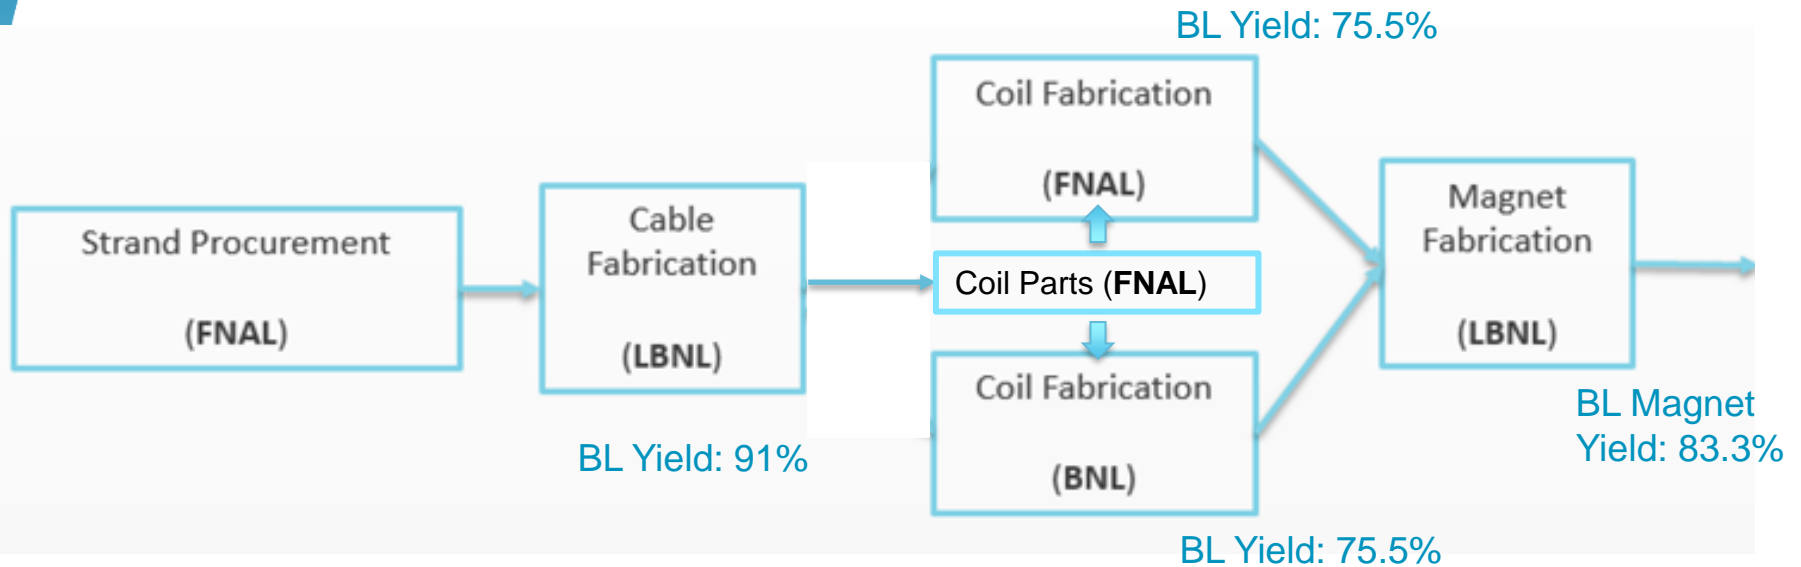 BL Yield: 75.5%
Coil Fabrication
(FNAL)
Strand Procurement
(FNAL)
Cable
Fabrication
(LBNL)
BL Yield: 91%
Coil Parts (FNAL)
Coil Fabrication
(BNL)
BL Yield: 75.5%
Magnet
Fabrication
(LBNL)
BL Magnet
Yield: 83.3%